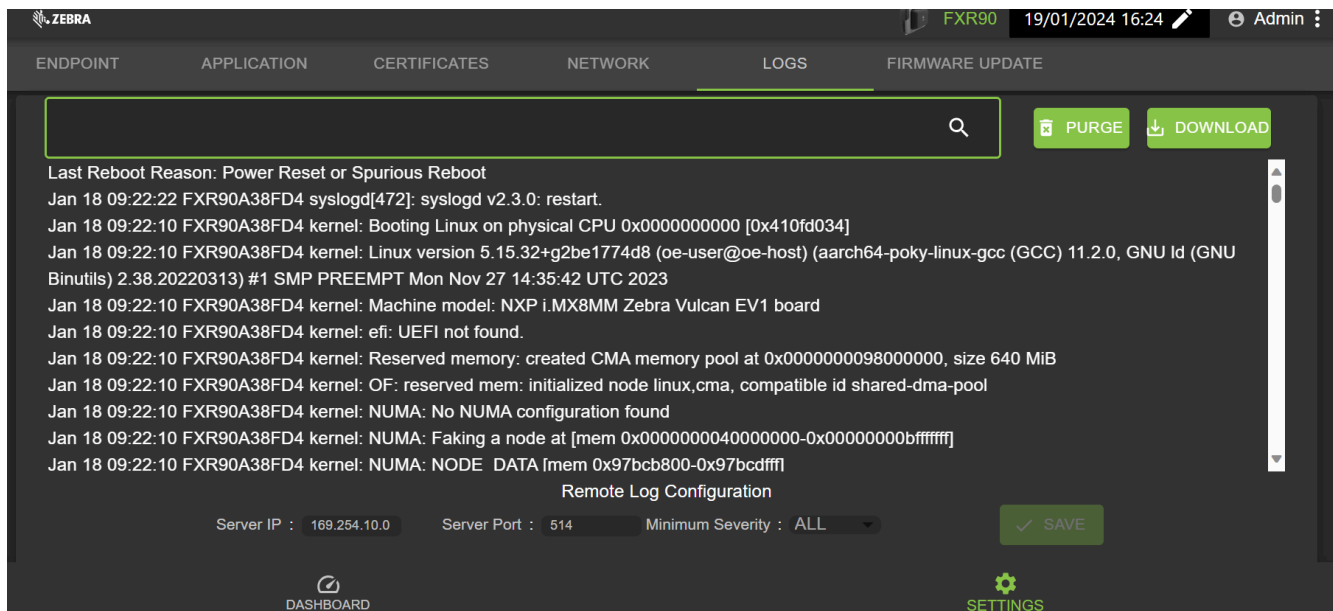 ZEBRA FXR90 19/01/2024 16:24 Admin
ENDPOINT APPLICATION CERTIFICATES NETWORK LOGS FIRMWARE UPDATE
PURGE DOWNLOAD
Last Reboot Reason: Power Reset or Spurious Reboot
Jan 18 09:22:22 FXR90A38FD4 syslogd[472]: syslogd v2.3.0: restart.
Jan 18 09:22:10 FXR90A38FD4 kernel: Booting Linux on physical CPU 0x0000000000 [0x410fd034]
Jan 18 09:22:10 FXR90A38FD4 kernel: Linux version 5.15.32+g2be1774d8 (oe-user@oe-host) (aarch64-poky-linux-gcc (GCC) 11.2.0, GNU ld (GNU
Binutils) 2.38.20220313) #1 SMP PREEMPT Mon Nov 27 14:35:42 UTC 2023
Jan 18 09:22:10 FXR90A38FD4 kernel: Machine model: NXP i.MX8MM Zebra Vulcan EV1 board
Jan 18 09:22:10 FXR90A38FD4 kernel: efi: UEFI not found.
Jan 18 09:22:10 FXR90A38FD4 kernel: Reserved memory: created CMA memory pool at 0x0000000098000000, size 640 MiB
Jan 18 09:22:10 FXR90A38FD4 kernel: OF: reserved mem: initialized node linux,cma, compatible id shared-dma-pool
Jan 18 09:22:10 FXR90A38FD4 kernel: NUMA: No NUMA configuration found
Jan 18 09:22:10 FXR90A38FD4 kernel: NUMA: Faking a node at [mem 0x0000000040000000-0x00000000bfffffff]
Jan 18 09:22:10 FXR90A38FD4 kernel: NUMA: NODE_DATA [mem 0x97bcb800-0x97bcdfff]
Remote Log Configuration
Server IP : 169.254.10.0 Server Port : 514 Minimum Severity : ALL SAVE
DASHBOARD SETTINGS